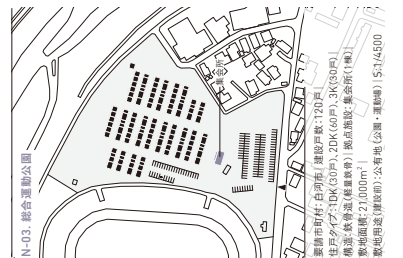 N-03. 総合運動公園
集会所
要請市町村：白河市｜建設戸数：120戸｜
住戸タイプ：1DK(30戸)、2DK(60戸)、3K(30戸)｜
構造：鉄骨造(軽量鉄骨)｜拠点施設：集会所(1棟)｜
敷地面積：21,000m²｜
敷地用途(建設前)：公有地(公園・運動場)｜S:1/4500